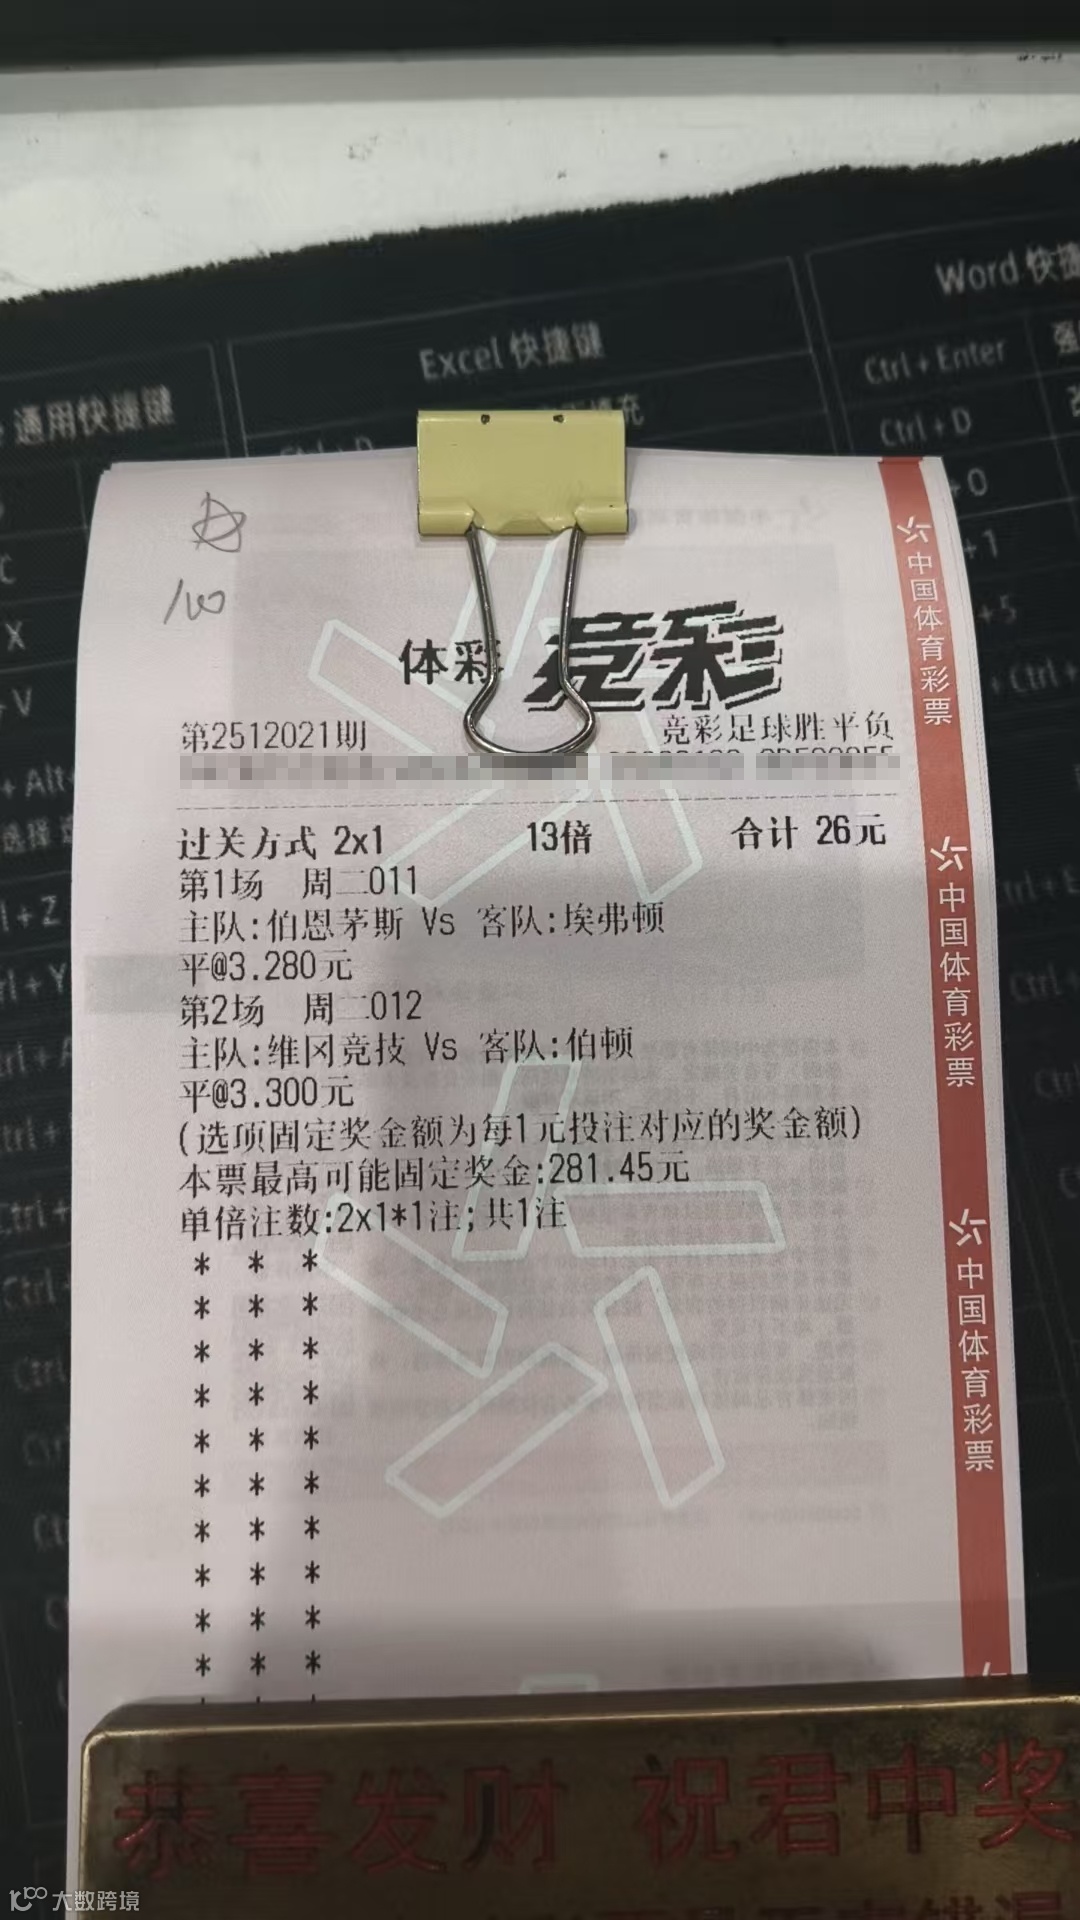 Word 快捷
Excel 快捷键
通用快捷键
Ctrl + Enter
Ctrl + D
填充
+ O
+ 1
+ 5
X
+ V
+ Alt+
l + Z
rl + Y
100
体彩 竞彩
第2512021期 竞彩足球胜平负
过关方式 2x1 13倍 合计 26元
第1场 周二011
主队:伯恩茅斯 Vs 客队:埃弗顿
平@3.280元
第2场 周二012
主队:维冈竞技 Vs 客队:伯顿
平@3.300元
(选项固定奖金额为每1元投注对应的奖金额)
本票最高可能固定奖金:281.45元
单倍注数:2x1*1注;共1注
* * *
* * *
* * *
* * *
* * *
* * *
* * *
* * *
* * *
* * *
中国体育彩票
中国体育彩票
中国体育彩票
恭喜发财 祝君中奖
大数跨境